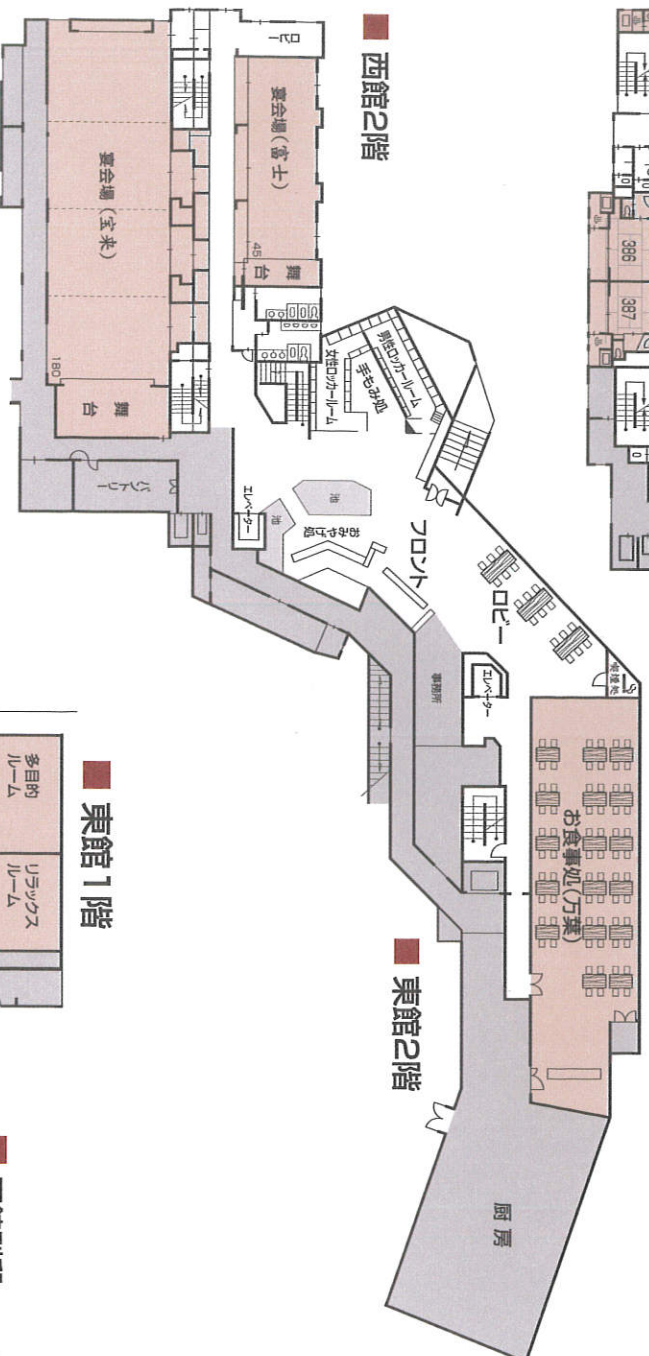 386
387
西館2階
ロビー
宴会場(富士)
45
舞台
宴会場(宝来)
180
舞台
パントリー
男性ロッカールーム
手もみ処
女性ロッカールーム
エレベーター
池
池
おみやげ処
フロント
ロビー
喫煙処
事務所
エレベーター
お食事処(万葉)
東館2階
厨房
東館1階
多目的
ルーム
リラックス
ルーム